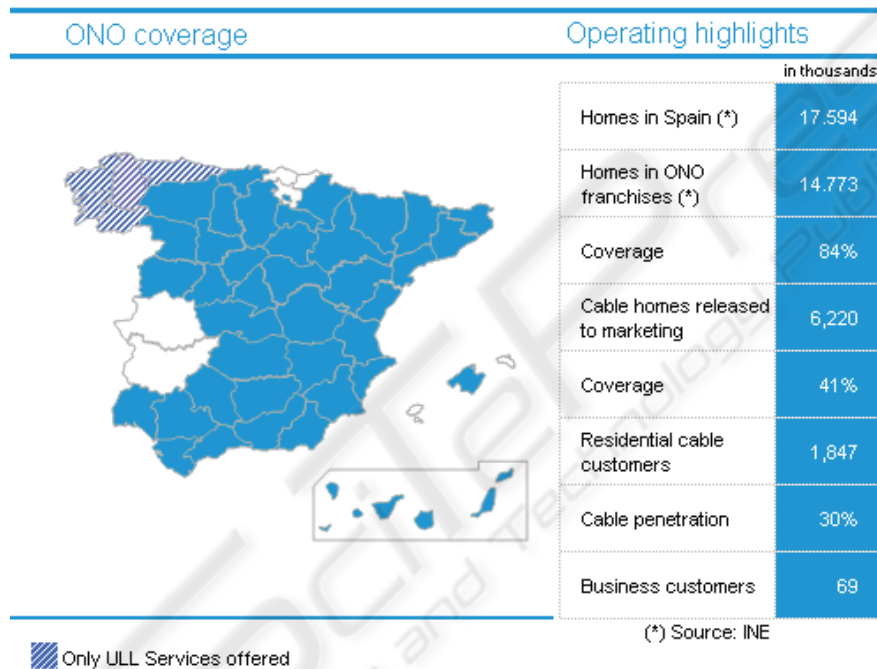 ONO coverage
Operating highlights
in thousands
Homes in Spain (*) 17.594
Homes in ONO
franchises (*) 14.773
Coverage 84%
Cable homes released
to marketing 6,220
Coverage 41%
Residential cable
customers 1,847
Cable penetration 30%
Business customers 69
(*) Source: INE
Only ULL Services offered